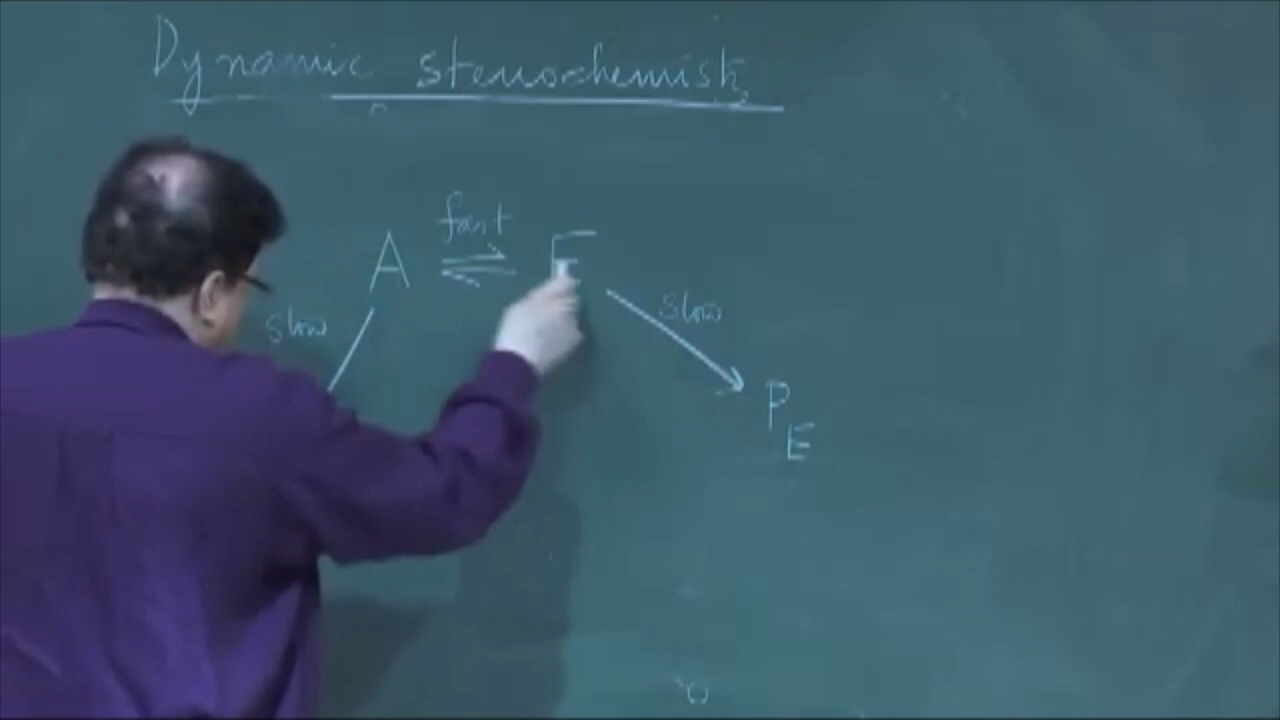 Dynamic stereochemistry
fast
A ⇌ E
slow slow
P
E